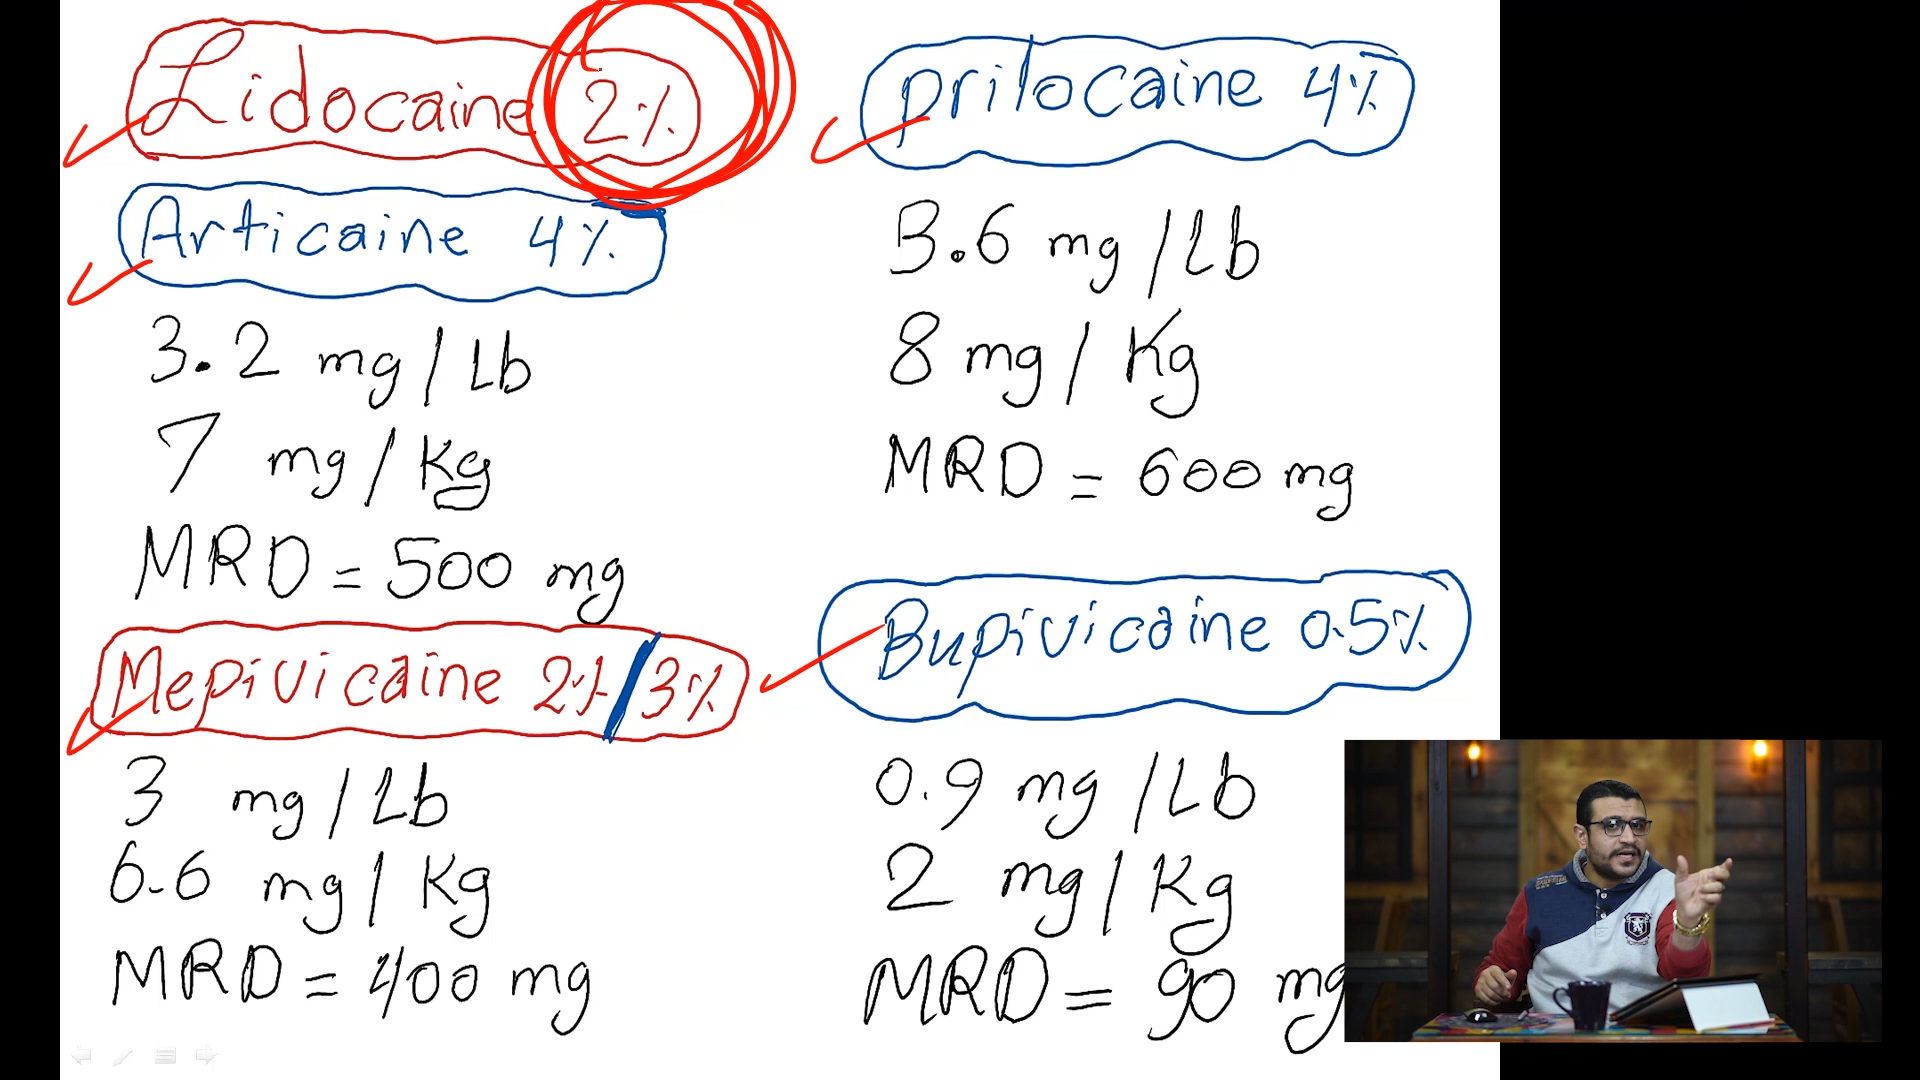 Lidocaine 2%
Articaine 4%
3.2 mg/Lb
7 mg/Kg
MRD = 500 mg
Mepivicaine 2%/3%
3 mg/Lb
6.6 mg/Kg
MRD = 400 mg
prilocaine 4%
3.6 mg/Lb
8 mg/Kg
MRD = 600 mg
Bupivicaine 0.5%
0.9 mg/Lb
2 mg/Kg
MRD = 90 mg